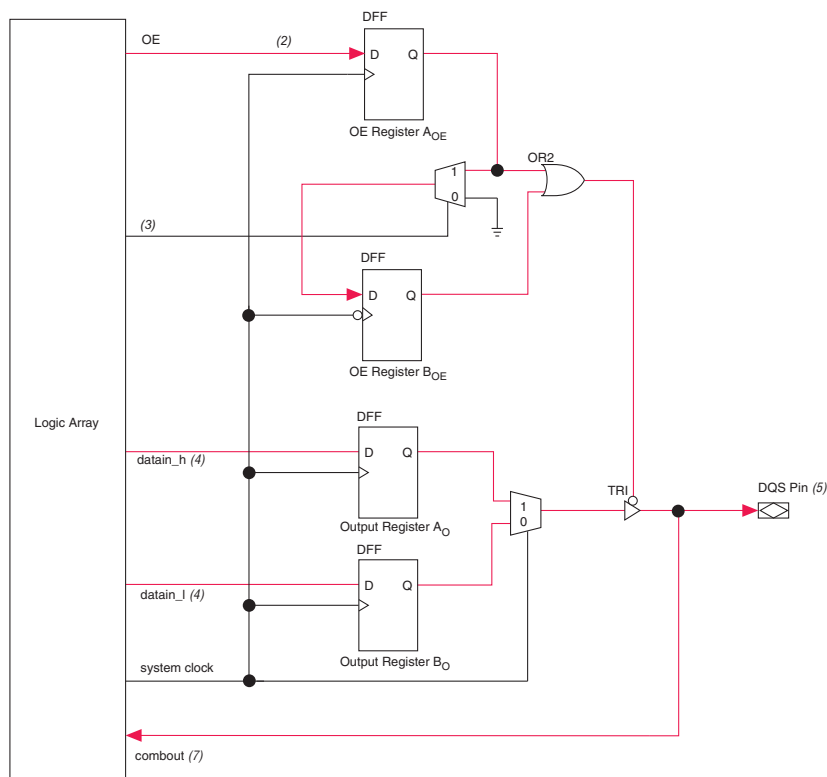 DFF
OE (2)
D Q
OE Register AOE
OR2
1
0
(3)
DFF
D Q
OE Register BOE
Logic Array
DFF
datain_h (4)
D Q
Output Register AO
1
0
TRI
DQS Pin (5)
DFF
datain_l (4)
D Q
Output Register BO
system clock
combout (7)